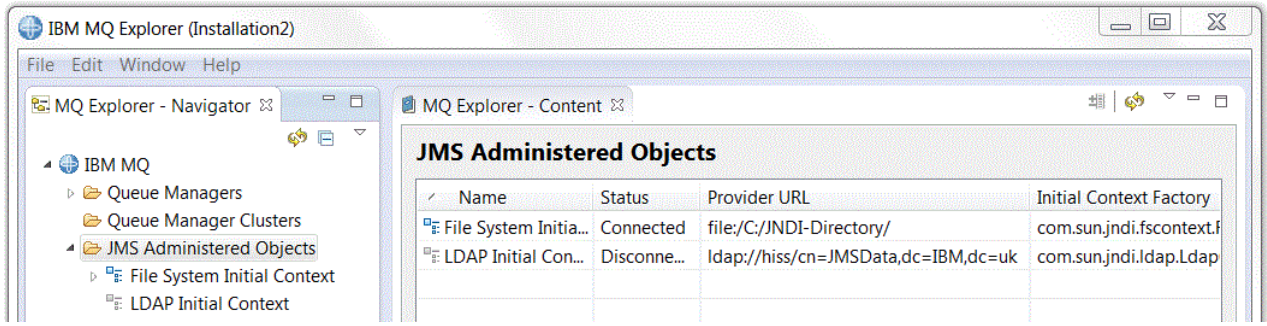 IBM MQ Explorer (Installation2)
File Edit Window Help
MQ Explorer - Navigator
IBM MQ
Queue Managers
Queue Manager Clusters
JMS Administered Objects
File System Initial Context
LDAP Initial Context
MQ Explorer - Content
JMS Administered Objects
Name Status Provider URL Initial Context Factory
File System Initia... Connected file:/C:/JNDI-Directory/ com.sun.jndi.fscontext.
LDAP Initial Con... Disconne... ldap://hiss/cn=JMSData,dc=IBM,dc=uk com.sun.jndi.ldap.Ldap